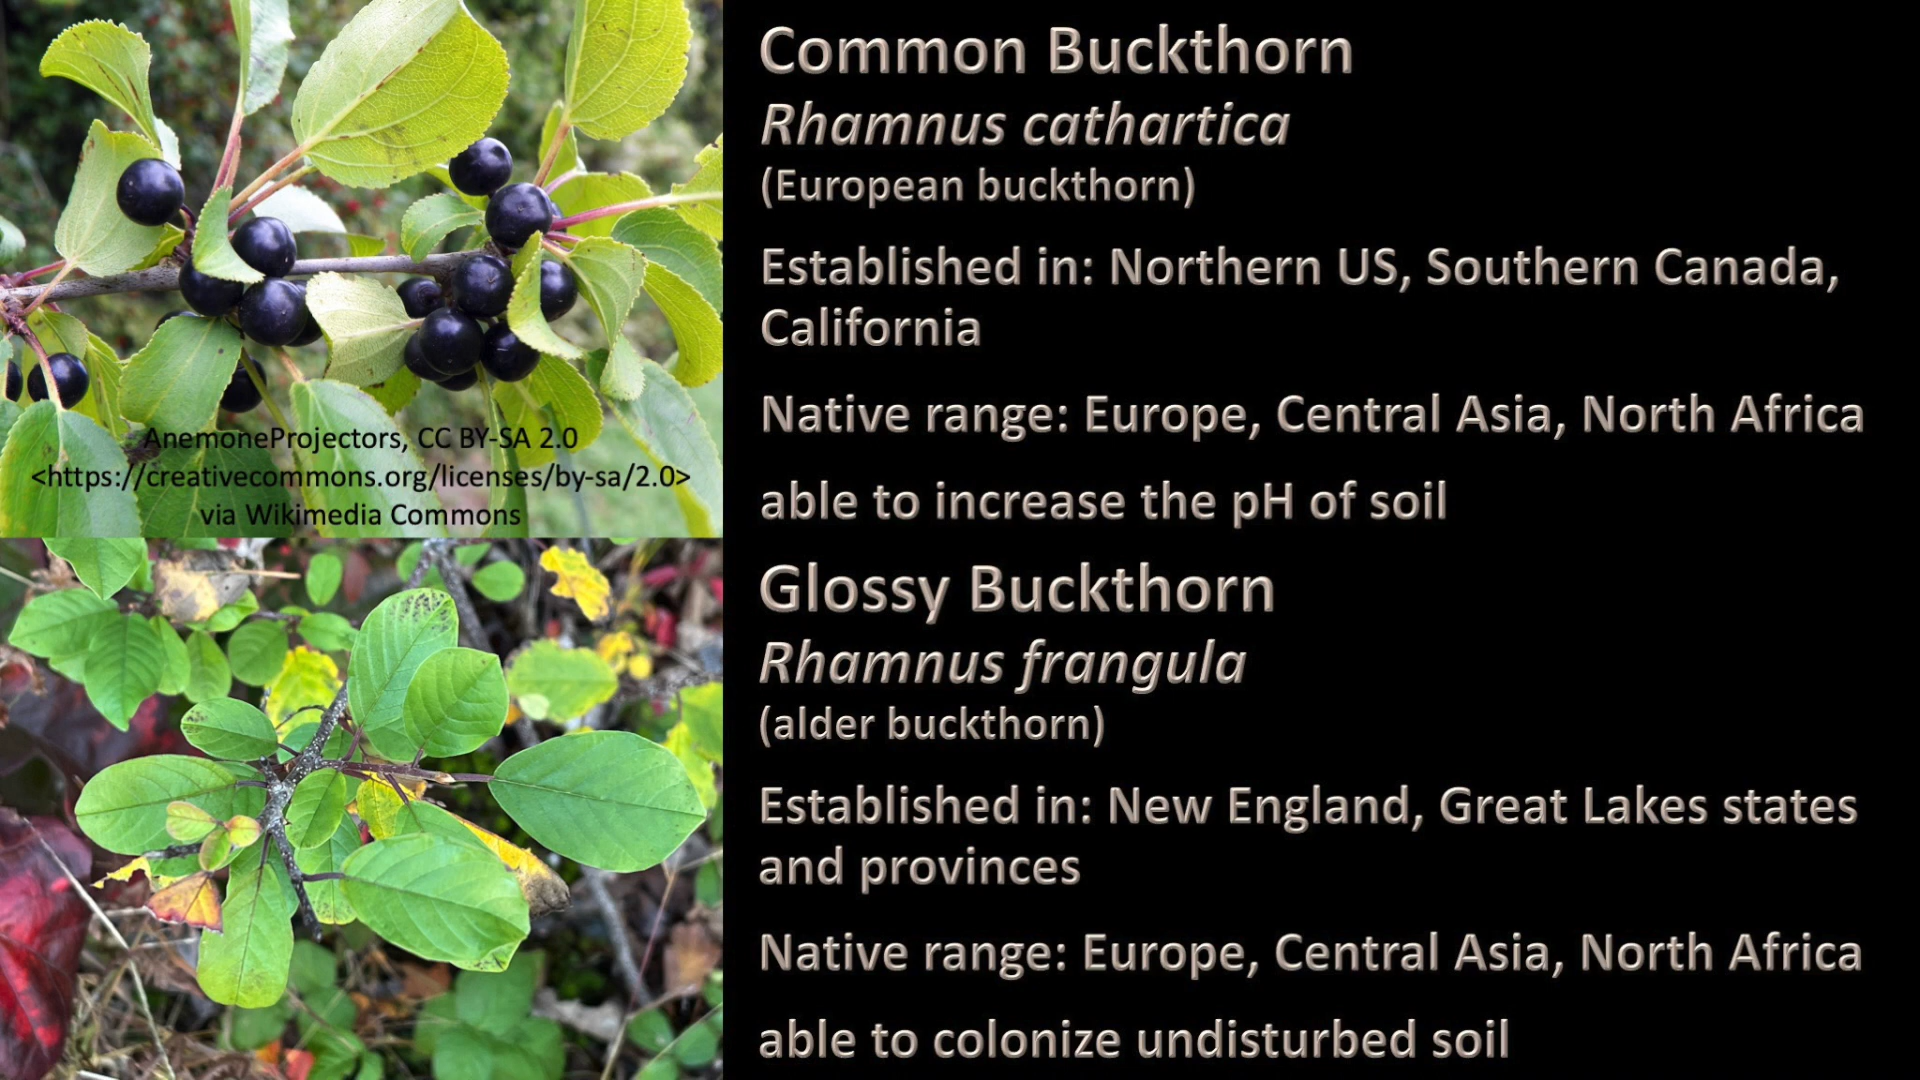 Common Buckthorn
Rhamnus cathartica
(European buckthorn)
Established in: Northern US, Southern Canada,
California
Native range: Europe, Central Asia, North Africa
able to increase the pH of soil
AnemoneProjectors, CC BY-SA 2.0
<https://creativecommons.org/licenses/by-sa/2.0>
via Wikimedia Commons
Glossy Buckthorn
Rhamnus frangula
(alder buckthorn)
Established in: New England, Great Lakes states
and provinces
Native range: Europe, Central Asia, North Africa
able to colonize undisturbed soil